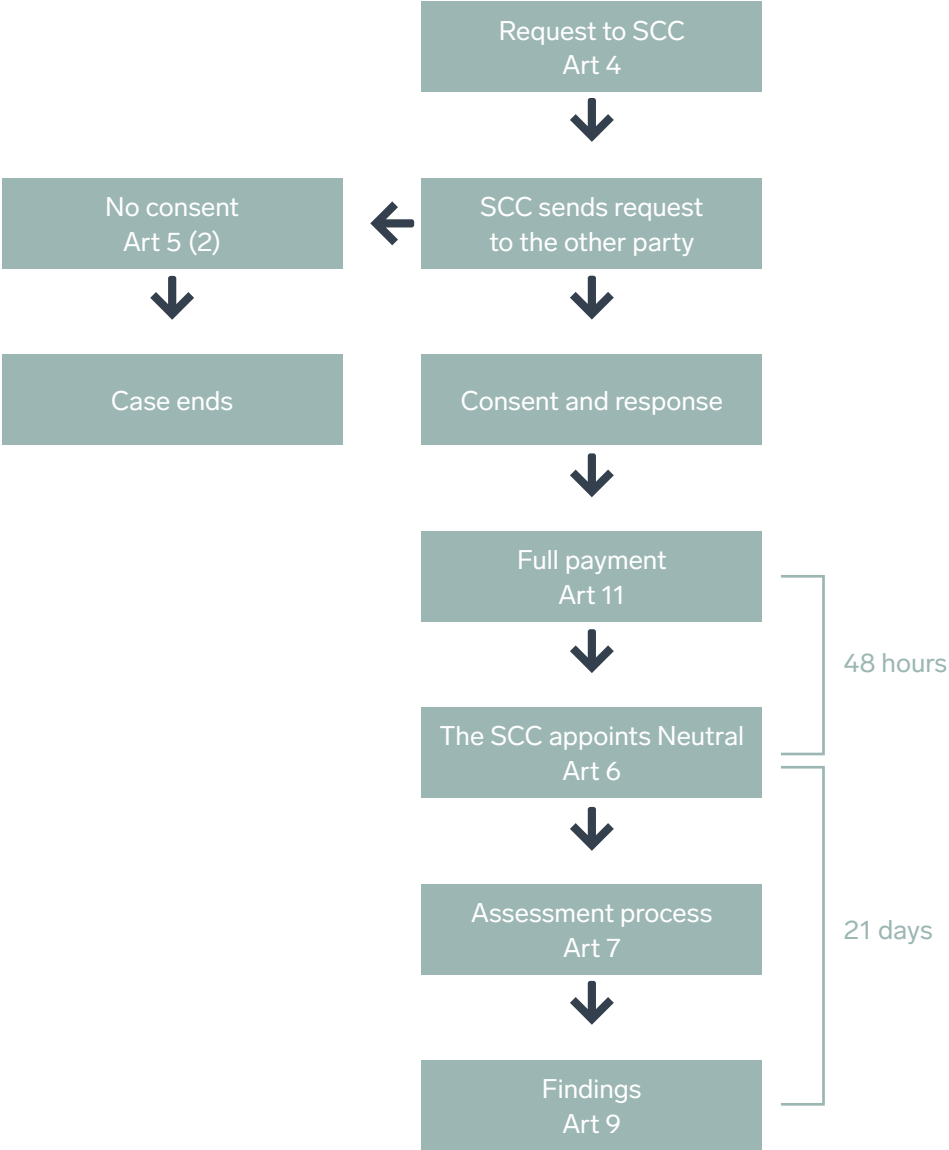 Request to SCC
Art 4
No consent
Art 5 (2)
SCC sends request
to the other party
Case ends
Consent and response
Full payment
Art 11
48 hours
The SCC appoints Neutral
Art 6
Assessment process
Art 7
21 days
Findings
Art 9